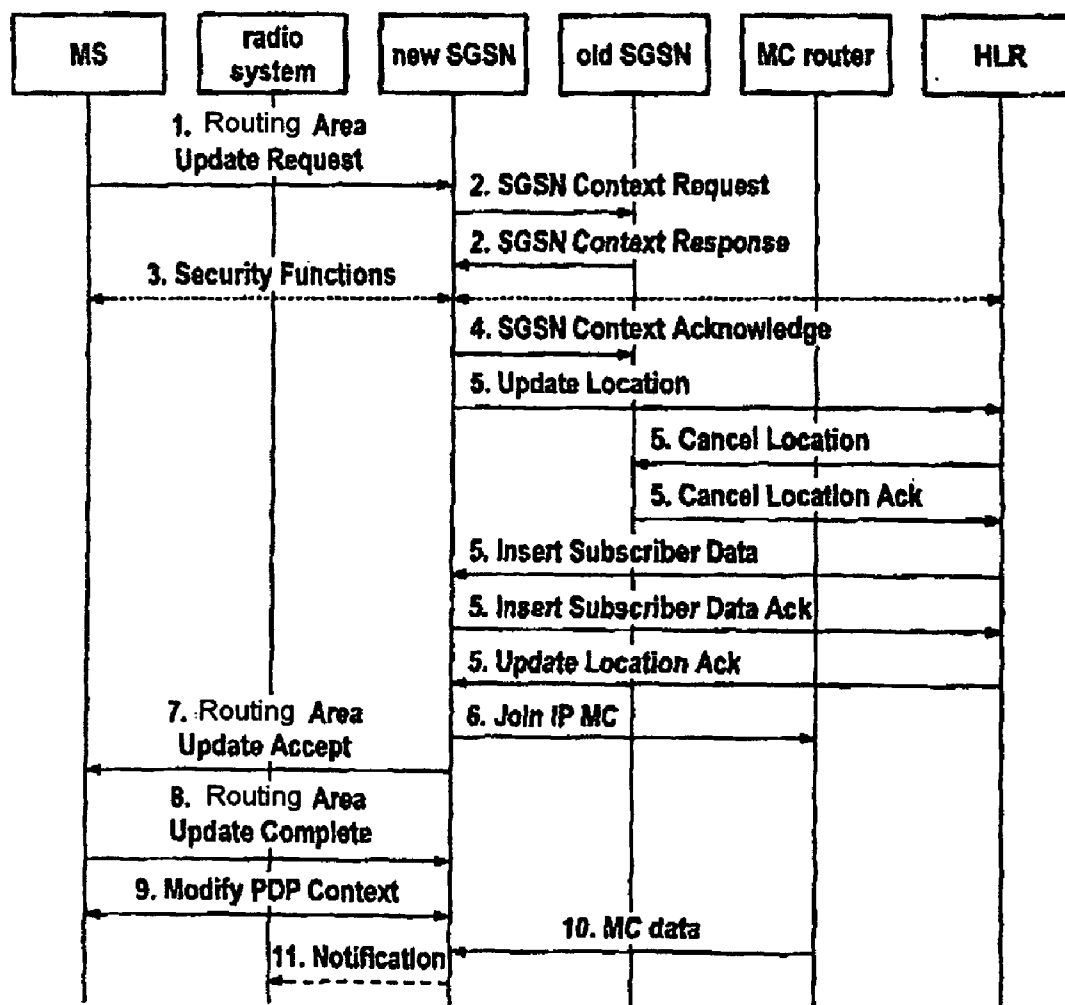 MS
radio
system
new SGSN
old SGSN
MC router
HLR
1. Routing Area
Update Request
2. SGSN Context Request
2. SGSN Context Response
3. Security Functions
4. SGSN Context Acknowledge
5. Update Location
5. Cancel Location
5. Cancel Location Ack
5. Insert Subscriber Data
5. Insert Subscriber Data Ack
5. Update Location Ack
7. Routing Area
Update Accept
6. Join IP MC
8. Routing Area
Update Complete
9. Modify PDP Context
10. MC data
11. Notification